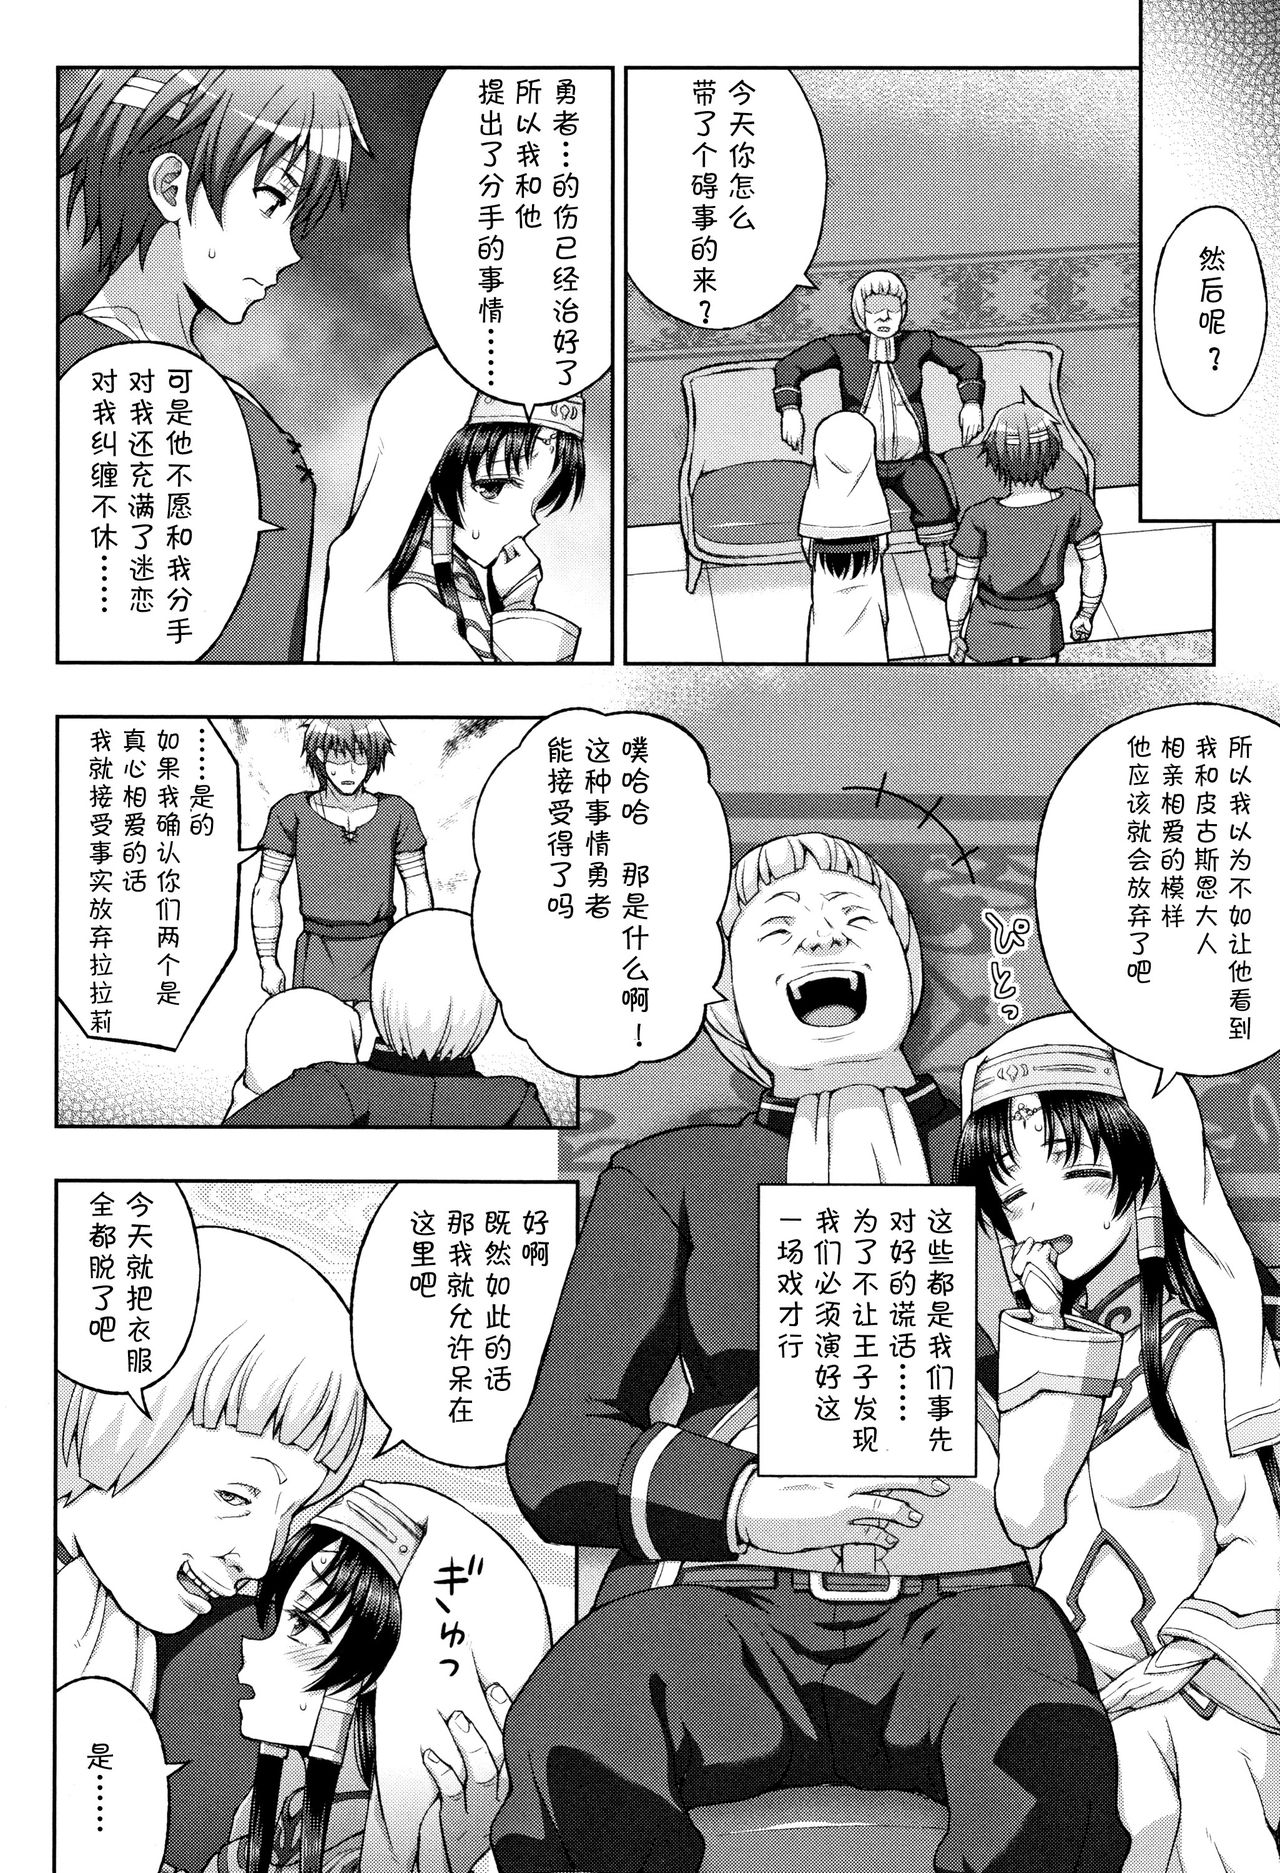 然后呢？
今天你怎么
带了个碍事的来？
勇者…的伤已经治好了
所以我和他
提出了分手的事情……
可是他不愿和我分手
对我还充满了迷恋
对我纠缠不休……
所以我以为不如让他看到
我和皮古斯恩大人
相亲相爱的模样
他应该就会放弃了吧
ぴとっ
噗哈哈 那是什么啊！
这种事情勇者
能接受得了吗
……是的
如果我确认你们两个是
真心相爱的话
我就接受事实放弃拉拉莉
这些都是我们事先
对好的谎话……
为了不让王子发现
我们必须演好这
一场戏才行
好啊
既然如此的话
那我就允许呆在
这里吧
今天就把衣服
全都脱了吧
ギゅっ
是……